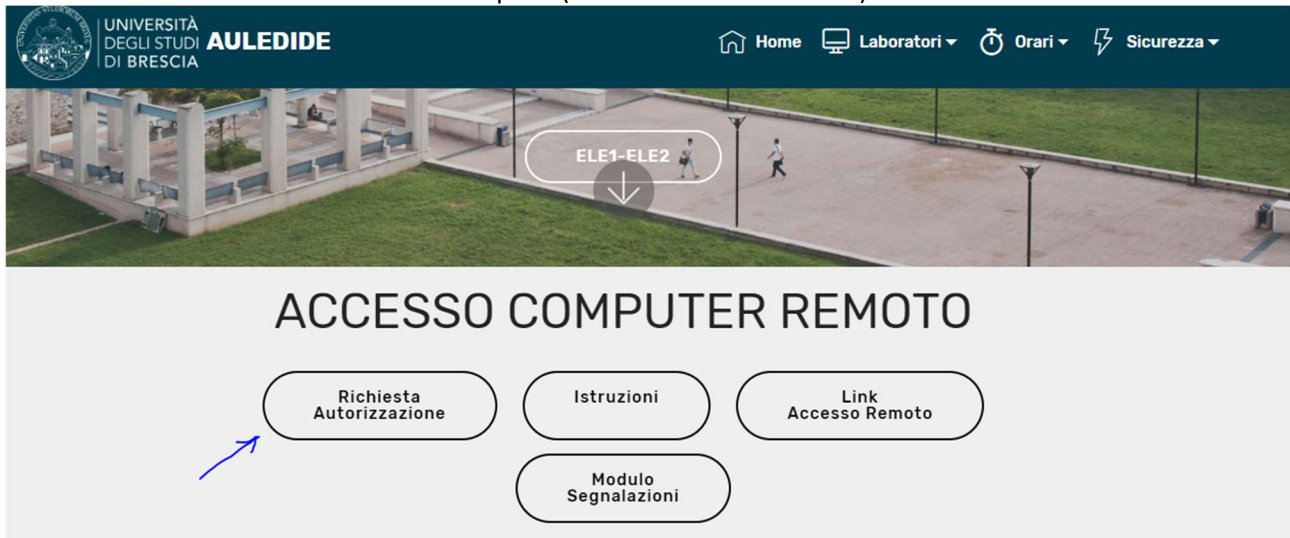 UNIVERSITÀ
DEGLI STUDI
DI BRESCIA
AULEDIDE
Home
Laboratori
Orari
Sicurezza
ELE1-ELE2
ACCESSO COMPUTER REMOTO
Richiesta
Autorizzazione
Istruzioni
Link
Accesso Remoto
Modulo
Segnalazioni